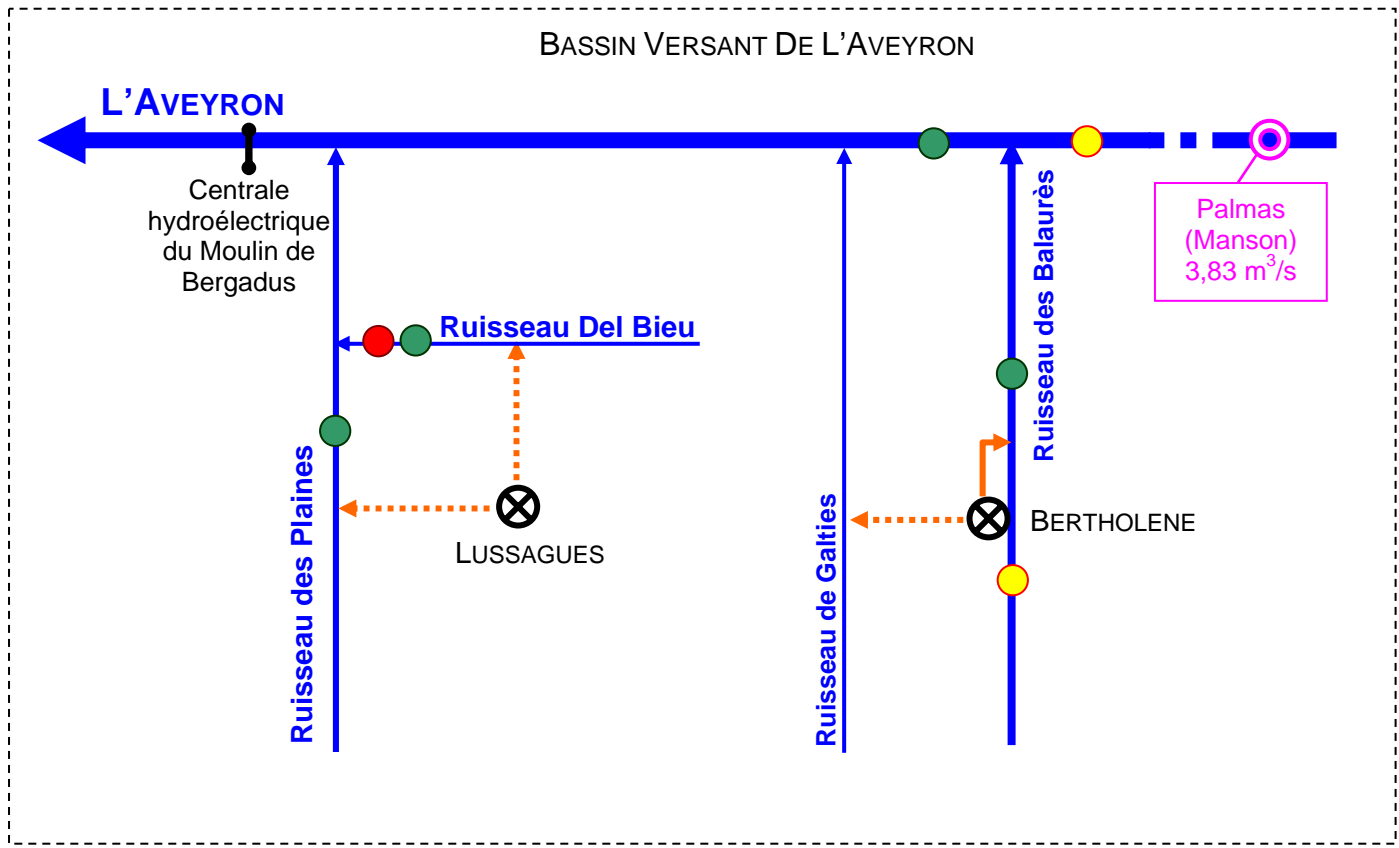 BASSIN VERSANT DE L'AVEYRON
L'AVEYRON
Centrale
hydroélectrique
du Moulin de
Bergadus
Palmas
(Manson)
3,83 m³/s
Ruisseau des Balaurès
Ruisseau Del Bieu
Ruisseau des Plaines
LUSSAGUES
Ruisseau de Galties
BERTHOLENE